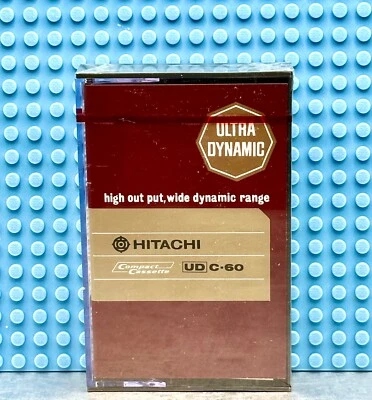 ULTRA
DYNAMIC
high out put, wide dynamic range
HITACHI
Compact Cassette UD C-60